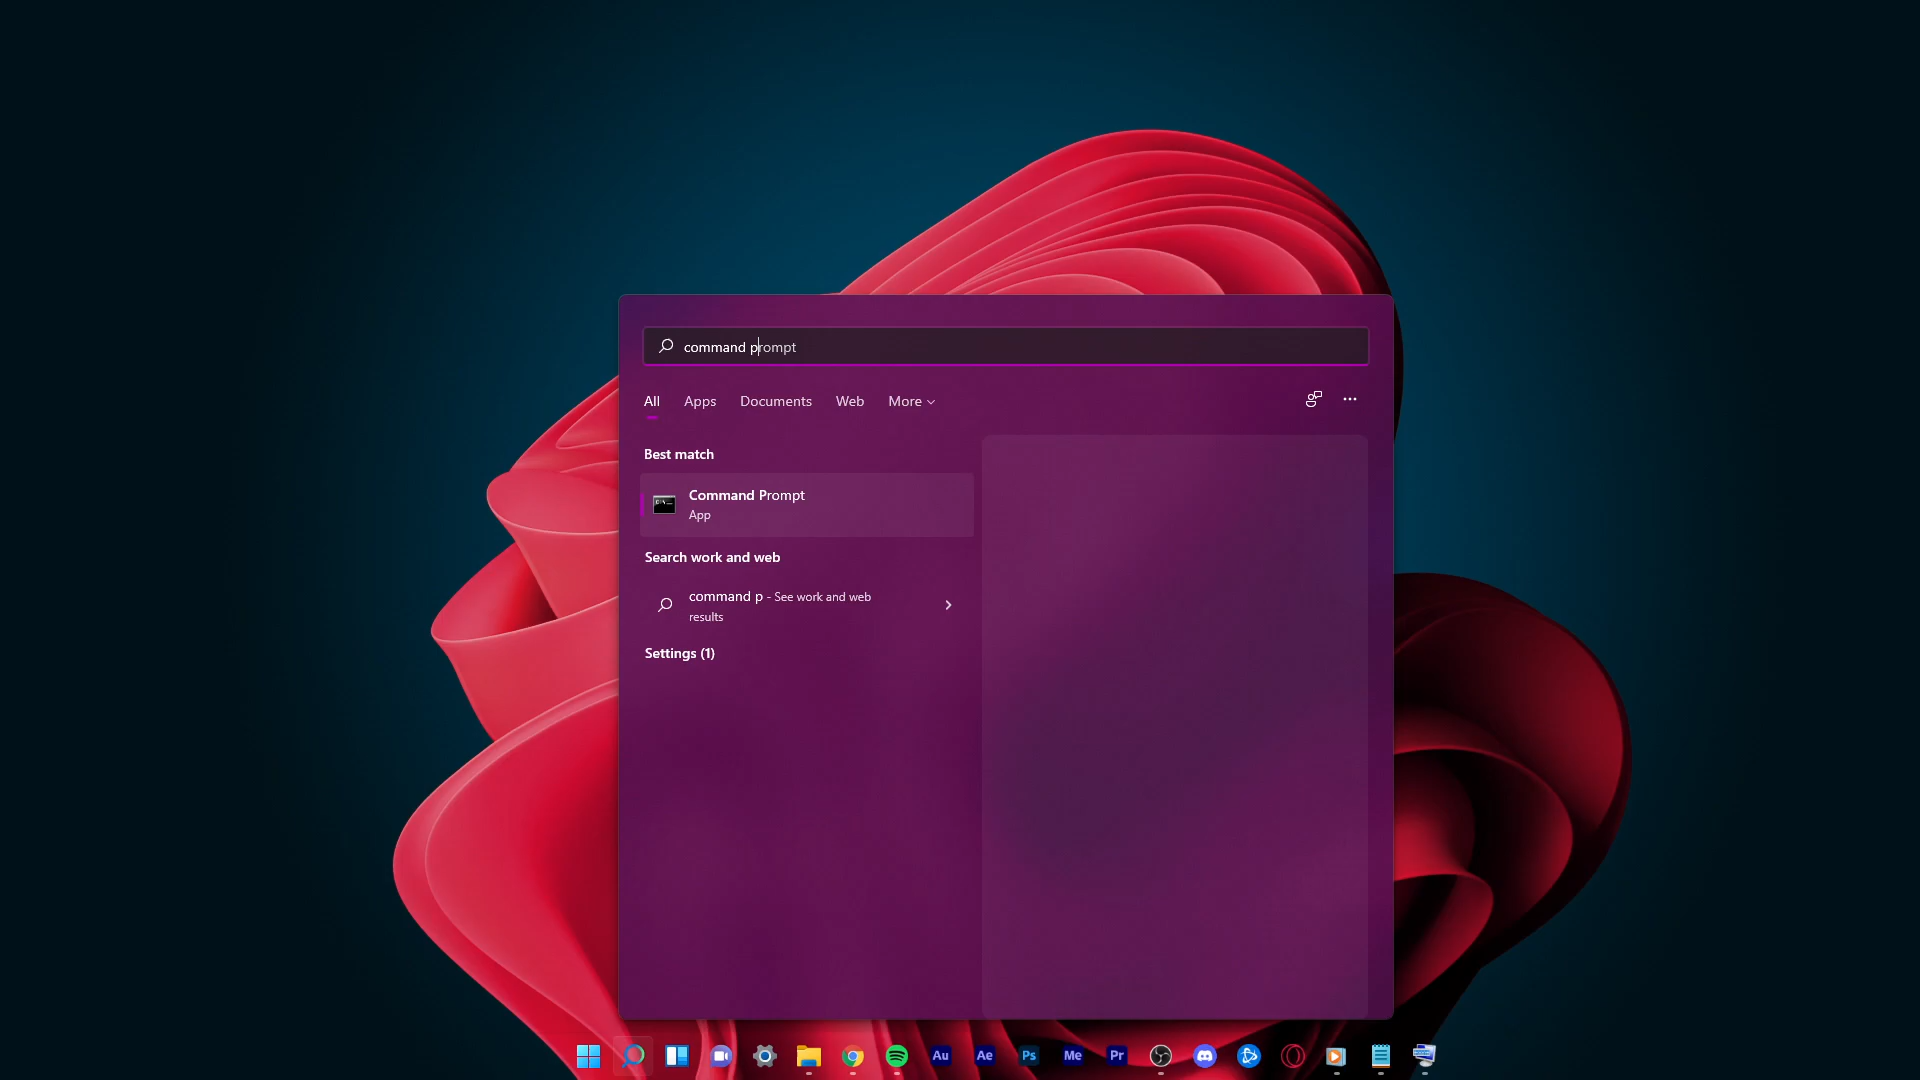 command prompt
All Apps Documents Web More
Best match
Command Prompt
App
Search work and web
command p - See work and web
results
Settings (1)
Au Ae Ps Me Pr